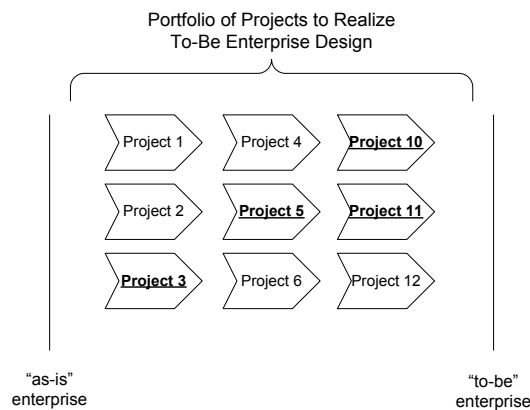 Portfolio of Projects to Realize
To-Be Enterprise Design
Project 1
Project 4
Project 10
Project 2
Project 5
Project 11
Project 3
Project 6
Project 12
“as-is”
enterprise
“to-be”
enterprise